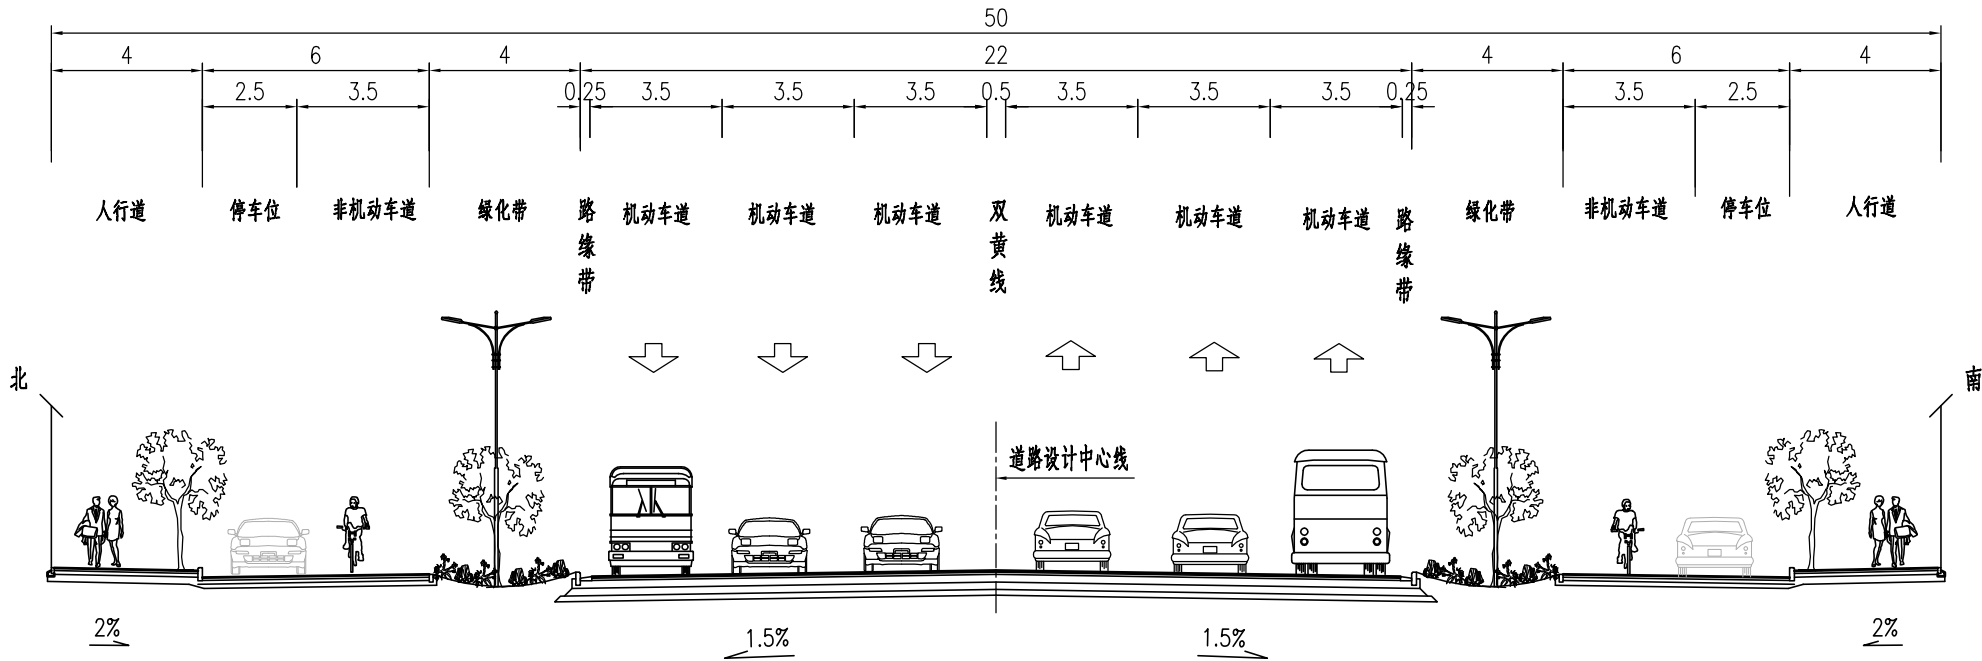 50
4 6 4 22 4 6 4
2.5 3.5 0.25 3.5 3.5 3.5 0.5 3.5 3.5 3.5 0.25 3.5 2.5
人行道 停车位 非机动车道 绿化带 路缘带 机动车道 机动车道 机动车道 双黄线 机动车道 机动车道 机动车道 路缘带 绿化带 非机动车道 停车位 人行道
北 南
道路设计中心线
2% 1.5% 1.5% 2%